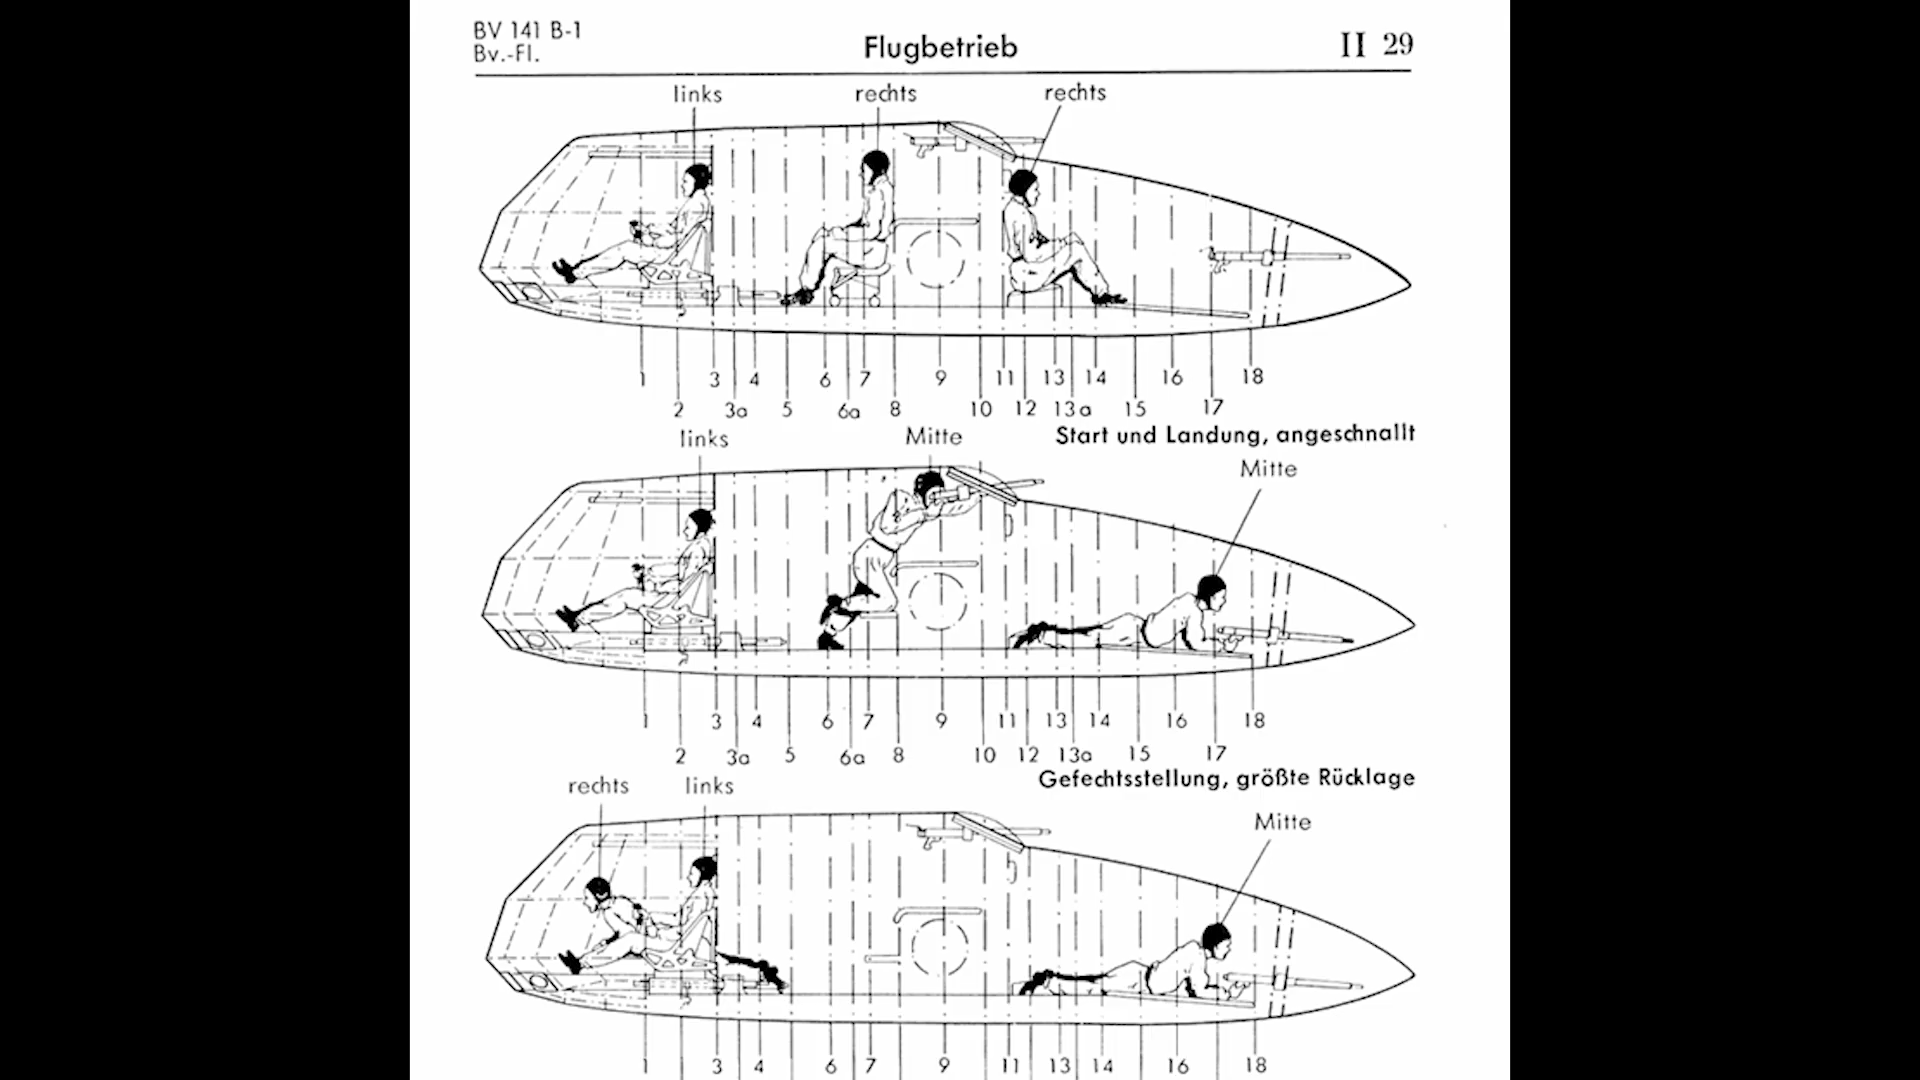 BV 141 B-1
Bv.-Fl.
Flugbetrieb
II 29
links rechts rechts
1 3 4 6 7 9 11 13 14 16 18
2 3a 5 6a 8 10 12 13a 15 17
Start und Landung, angeschnallt
links Mitte Mitte
1 3 4 6 7 9 11 13 14 16 18
2 3a 5 6a 8 10 12 13a 15 17
Gefechtsstellung, größte Rücklage
rechts links Mitte
1 3 4 6 7 9 11 13 14 16 18